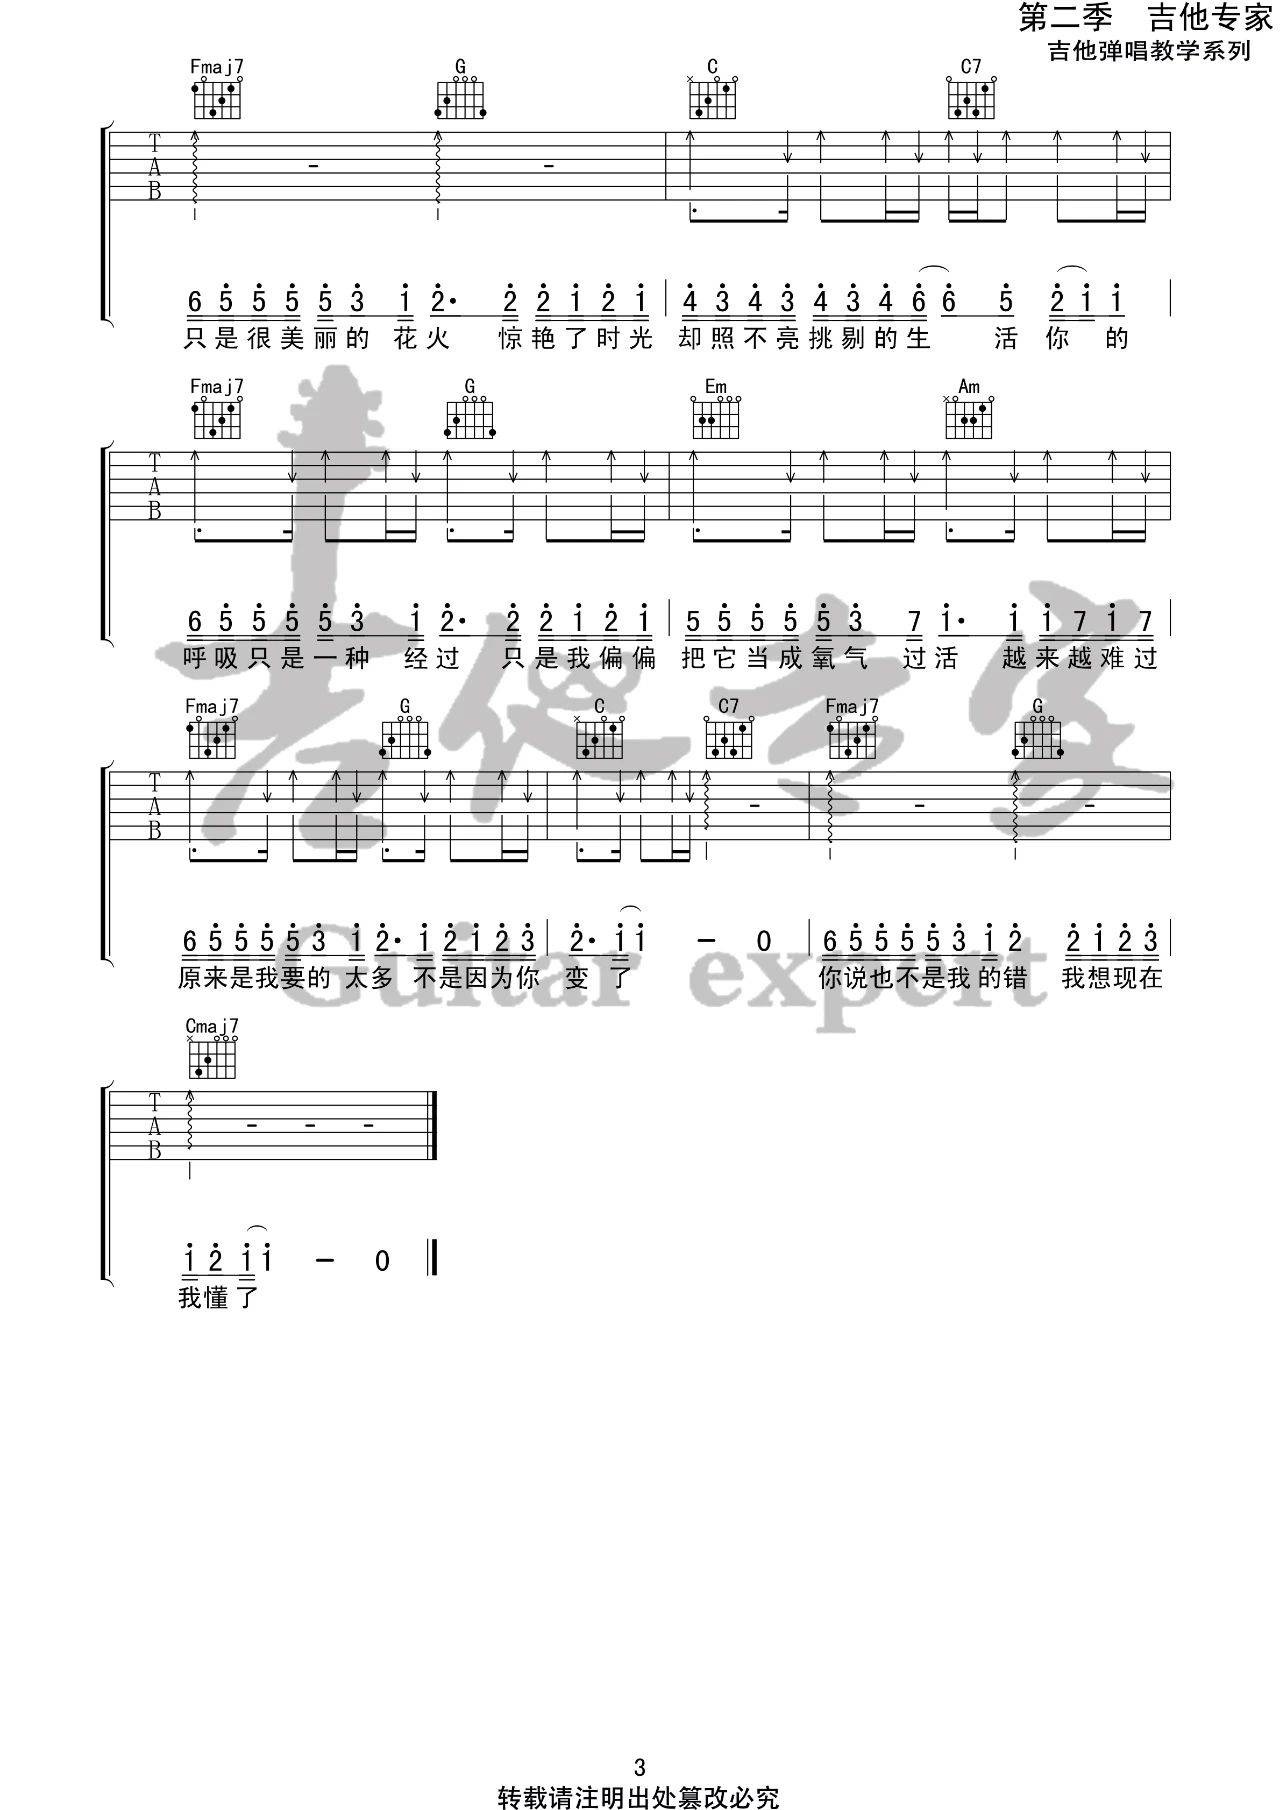 第二季 吉他专家
吉他弹唱教学系列
Fmaj7 G C C7
T
A
B
6 5 5 5 5 3 1 2· 2 2 1 2 1 | 4 3 4 3 4 3 4 6 6 5 2 1 1 |
只是很美丽的花火 惊艳了时光 却照不亮挑剔的生 活你 的
Fmaj7 G Em Am
T
A
B
6 5 5 5 5 3 1 2· 2 2 1 2 1 | 5 5 5 5 5 3 7 1· 1 1 7 1 7
呼吸只是一种 经过 只是我偏偏 把它当成氧气 过活 越来越难过
Fmaj7 G C C7 Fmaj7 G
T
A
B
6 5 5 5 5 3 1 2· 1 2 1 2 3 | 2· 1 1 – 0 | 6 5 5 5 5 3 1 2 2 1 2 3 |
原来是我要的 太多 不是因为你 变 了 你说也不是我的错 我想现在
吉他专家
Guitar expert
Cmaj7
T
A
B
1 2 1 1 – 0
我懂了
3
转载请注明出处篡改必究